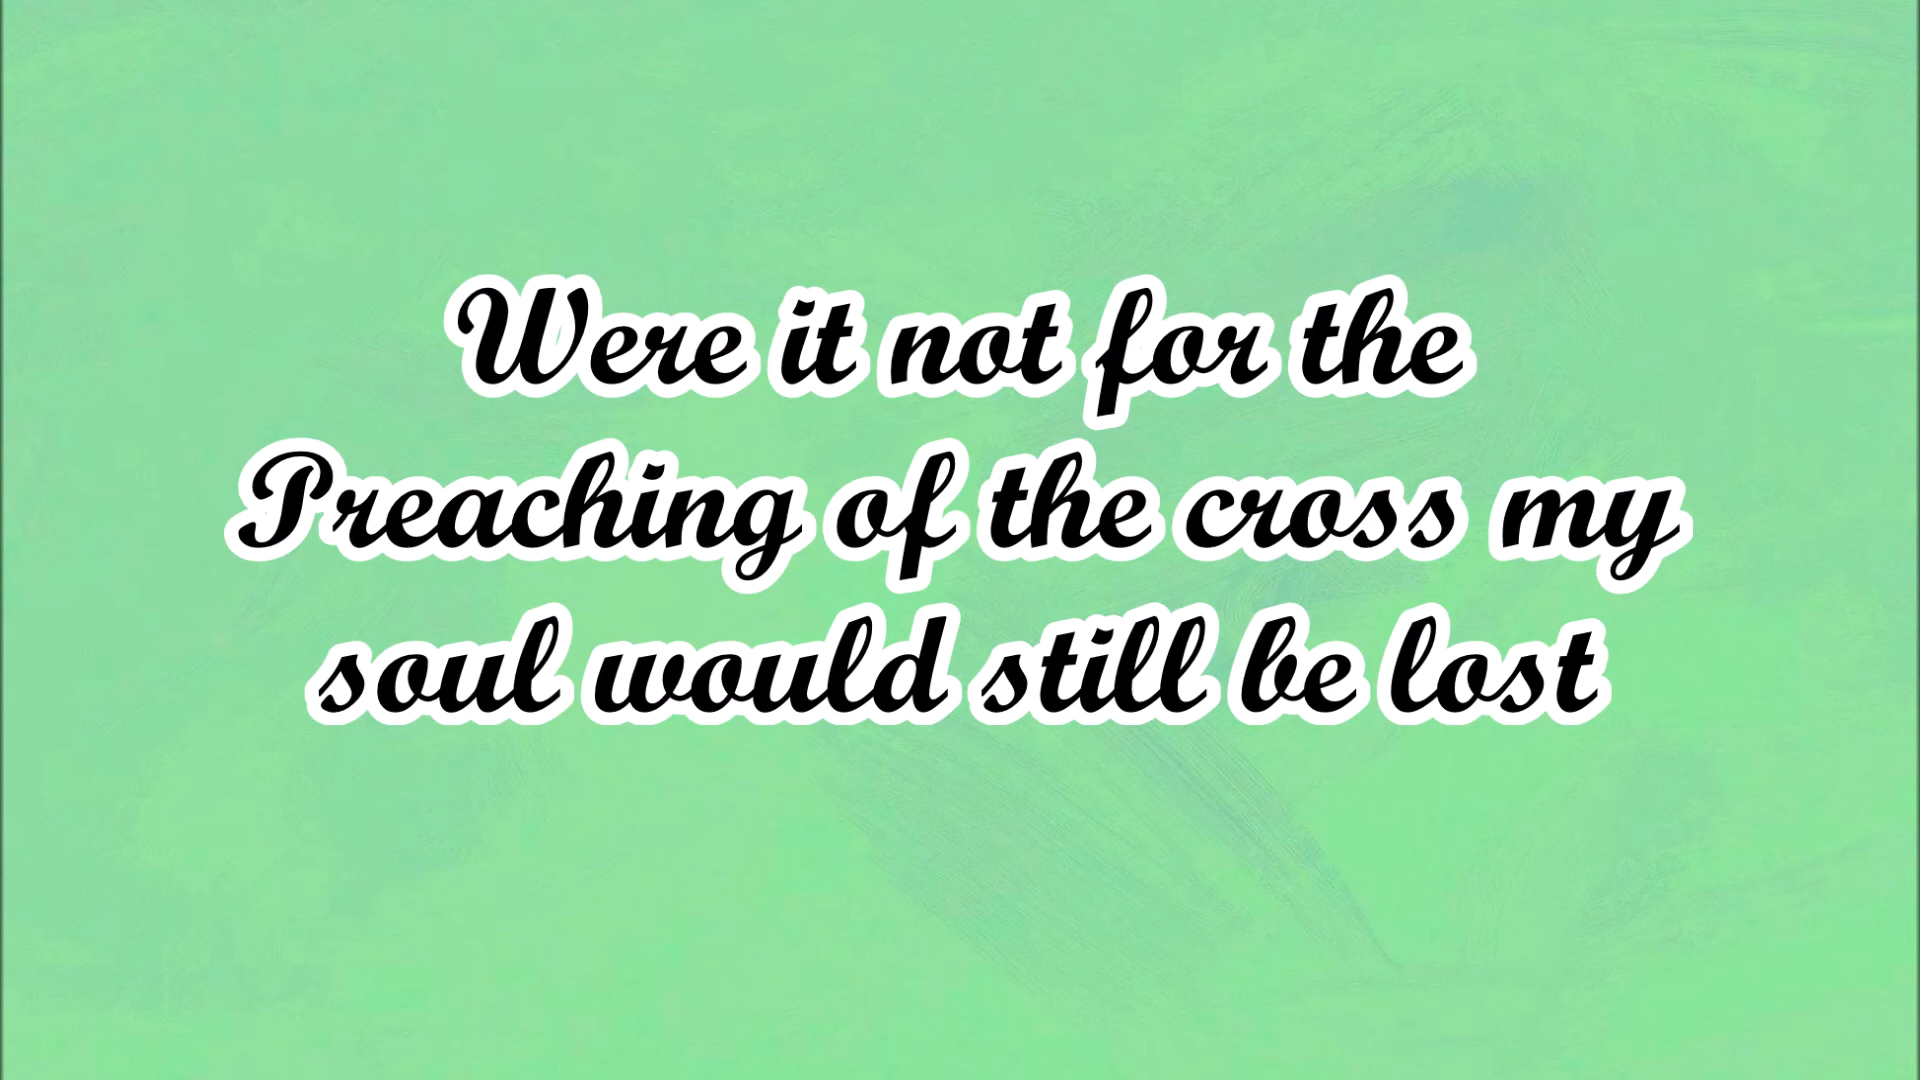 Were it not for the
Preaching of the cross my
soul would still be lost